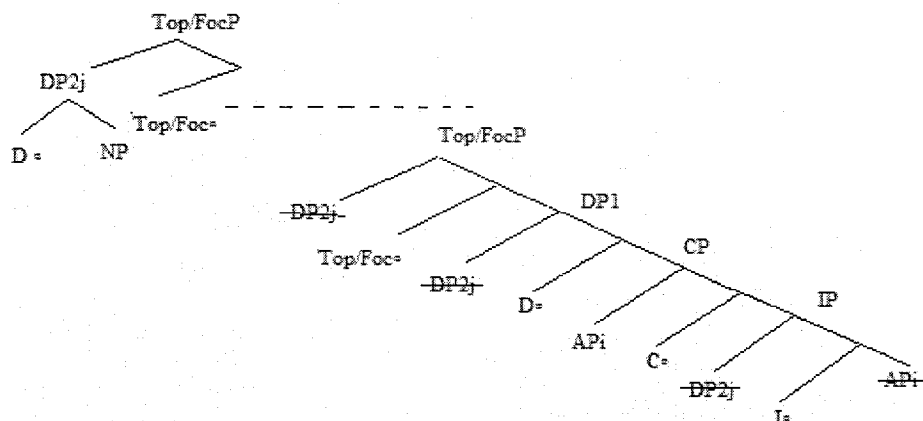 Top/FocP
DP2j
Top/Foc=
D =
NP
Top/FocP
DP2j
DP1
Top/Foc=
CP
DP2j
D=
IP
APi
C=
DP2j
APi
I=